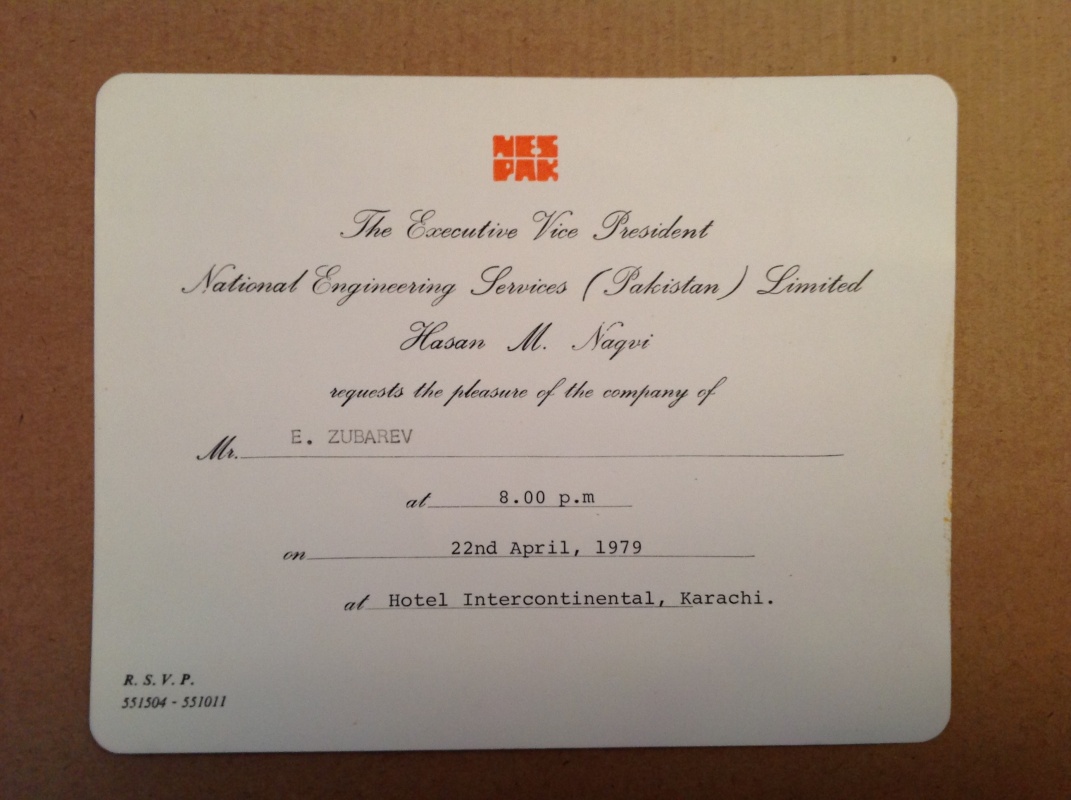 NES
PAK
The Executive Vice President
National Engineering Services (Pakistan) Limited
Hasan M. Naqvi
requests the pleasure of the company of
Mr. E. ZUBAREV
at 8.00 p.m
on 22nd April, 1979
at Hotel Intercontinental, Karachi.
R. S. V. P.
551504 - 551011